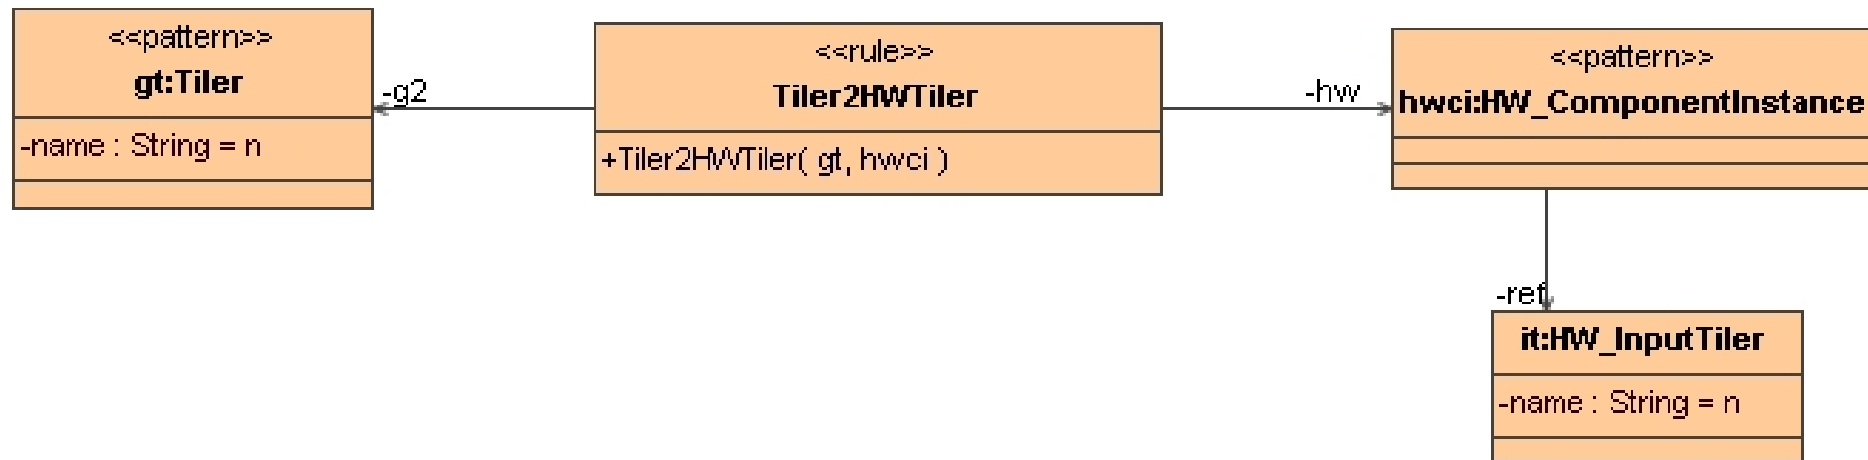 <<pattern>>
gt:Tiler
-name : String = n
-g2
<<rule>>
Tiler2HWTiler
+Tiler2HWTiler( gt, hwci )
-hw
<<pattern>>
hwci:HW_ComponentInstance
-ref
it:HW_InputTiler
-name : String = n